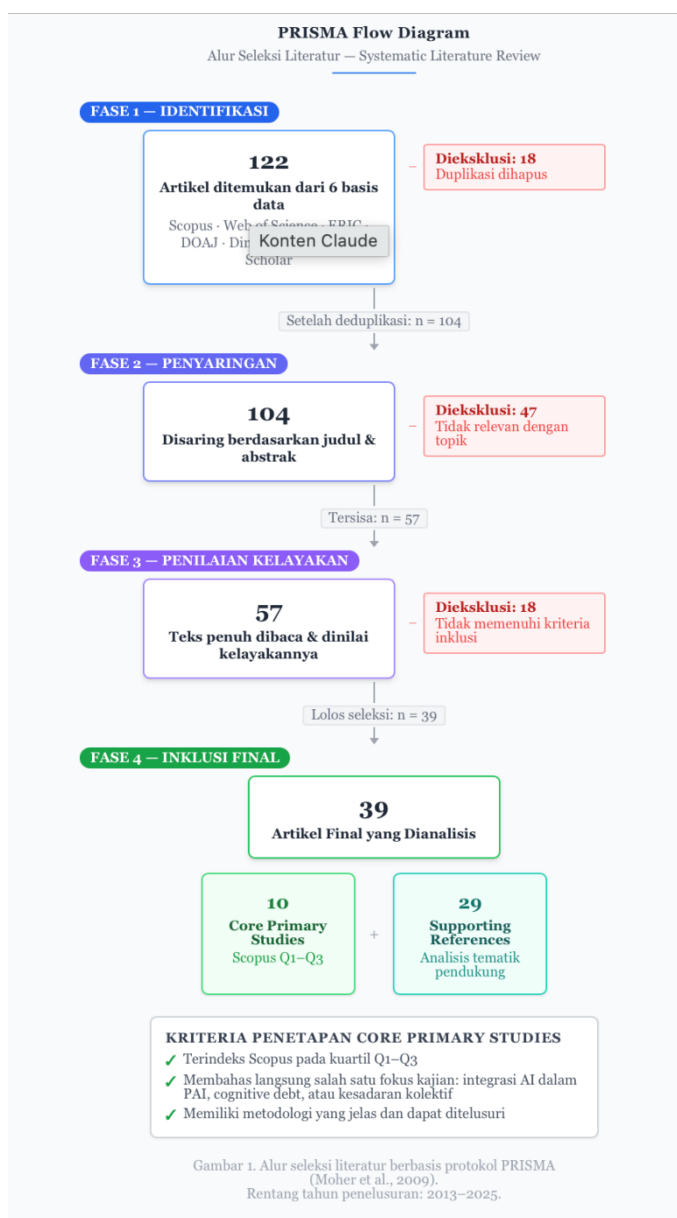 PRISMA Flow Diagram
Alur Seleksi Literatur — Systematic Literature Review
FASE 1 — IDENTIFIKASI
122
Artikel ditemukan dari 6 basis
data
Scopus · Web of Science · ERIC ·
DOAJ ·
Scholar
Konten Claude
– Dieksklusi: 18
Duplikasi dihapus
Setelah deduplikasi: n = 104
FASE 2 — PENYARINGAN
104
Disaring berdasarkan judul &
abstrak
– Dieksklusi: 47
Tidak relevan dengan
topik
Tersisa: n = 57
FASE 3 — PENILAIAN KELAYAKAN
57
Teks penuh dibaca & dinilai
kelayakannya
– Dieksklusi: 18
Tidak memenuhi kriteria
inklusi
Lolos seleksi: n = 39
FASE 4 — INKLUSI FINAL
39
Artikel Final yang Dianalisis
10
Core Primary
Studies
Scopus Q1–Q3
+
29
Supporting
References
Analisis tematik
pendukung
KRITERIA PENETAPAN CORE PRIMARY STUDIES
✓ Terindeks Scopus pada kuartil Q1–Q3
✓ Membahas langsung salah satu fokus kajian: integrasi AI dalam
PAI, cognitive debt, atau kesadaran kolektif
✓ Memiliki metodologi yang jelas dan dapat ditelusuri
Gambar 1. Alur seleksi literatur berbasis protokol PRISMA
(Moher et al., 2009).
Rentang tahun penelusuran: 2013–2025.